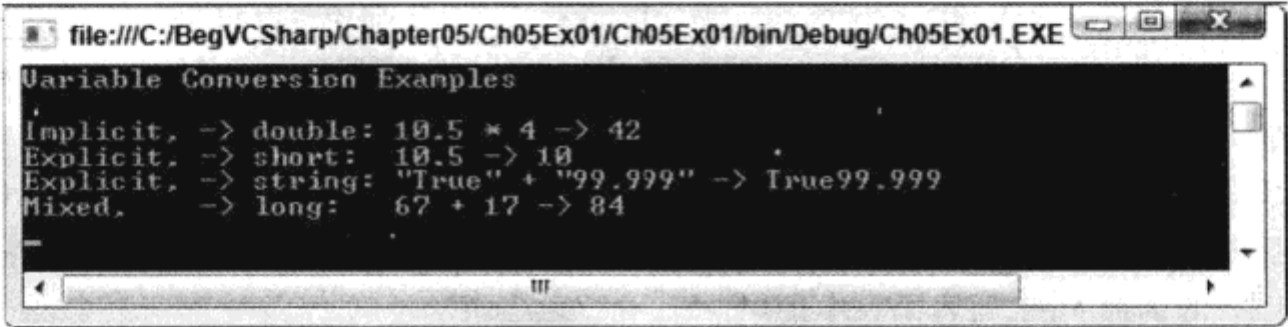 file:///C:/BegVCSharp/Chapter05/Ch05Ex01/Ch05Ex01/bin/Debug/Ch05Ex01.EXE
Variable Conversion Examples
Implicit, -> double: 10.5 * 4 -> 42
Explicit, -> short:  10.5 -> 10
Explicit, -> string: "True" + "99.999" -> True99.999
Mixed,    -> long:   67 + 17 -> 84